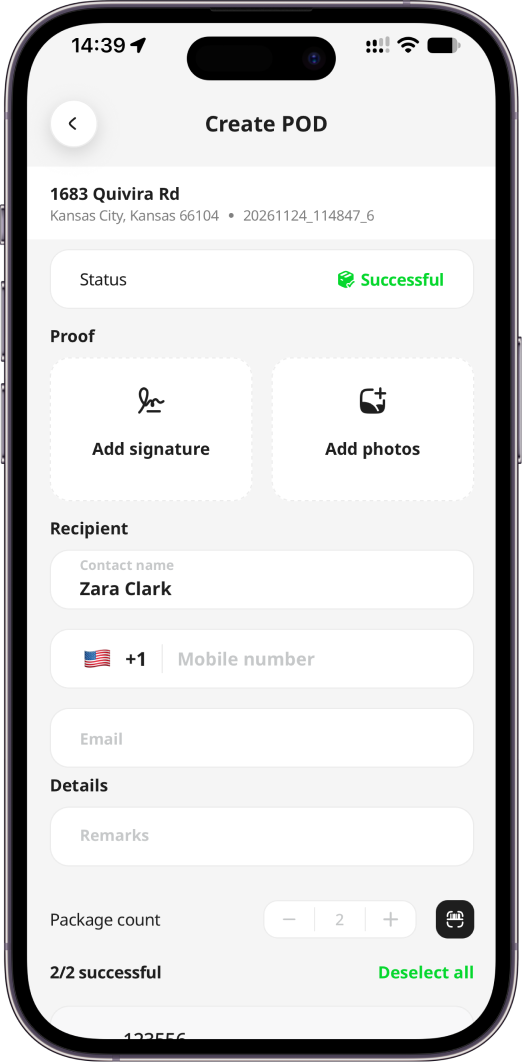 14:39
Create POD
1683 Quivira Rd
Kansas City, Kansas 66104 • 20261124_114847_6
Status Successful
Proof
Add signature Add photos
Recipient
Contact name
Zara Clark
+1 Mobile number
Email
Details
Remarks
Package count − 2 +
2/2 successful Deselect all
123556